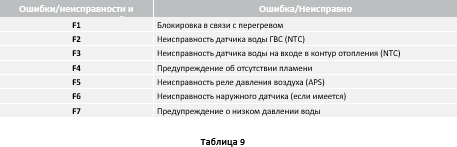 Ошибки/неисправности и Ошибка/Неисправно
F1 Блокировка в связи с перегревом
F2 Неисправность датчика воды ГВС (NTC)
F3 Неисправность датчика воды на входе в контур отопления (NTC)
F4 Предупреждение об отсутствии пламени
F5 Неисправность реле давления воздуха (APS)
F6 Неисправность наружного датчика (если имеется)
F7 Предупреждение о низком давлении воды
Таблица 9